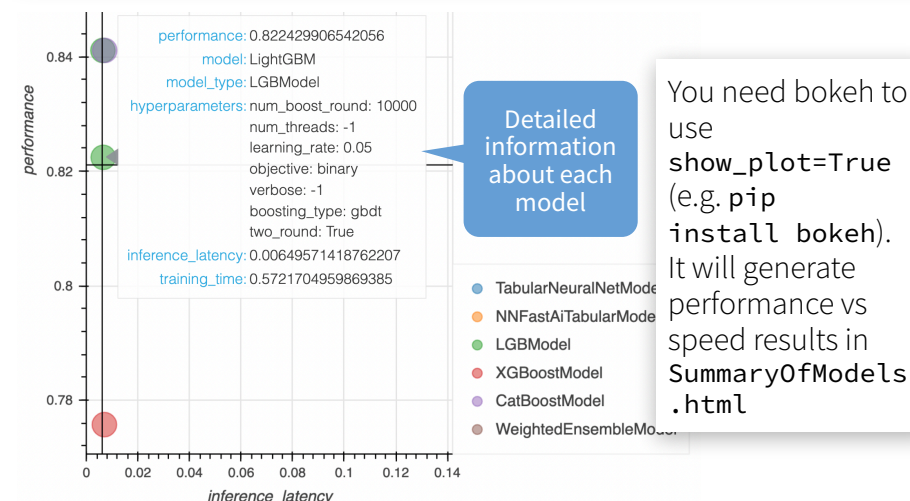 performance: 0.822429906542056
model: LightGBM
model_type: LGBModel
hyperparameters: num_boost_round: 10000
num_threads: -1
learning_rate: 0.05
objective: binary
verbose: -1
boosting_type: gbdt
two_round: True
inference_latency: 0.00649571418762207
training_time: 0.5721704959869385
performance
0.84
0.82
0.8
0.78
0
0.02
0.04
0.06
0.08
0.1
0.12
0.14
inference_latency
Detailed
information
about each
model
TabularNeuralNetMode
NNFastAiTabularMode
LGBModel
XGBoostModel
CatBoostModel
WeightedEnsembleModel
You need bokeh to
use
show_plot=True
(e.g. pip
install bokeh).
It will generate
performance vs
speed results in
SummaryOfModels
.html